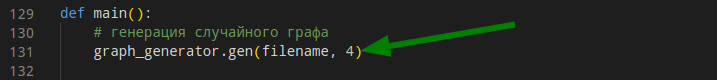 129 def main():
130 # генерация случайного графа
131 graph_generator.gen(filename, 4)
132